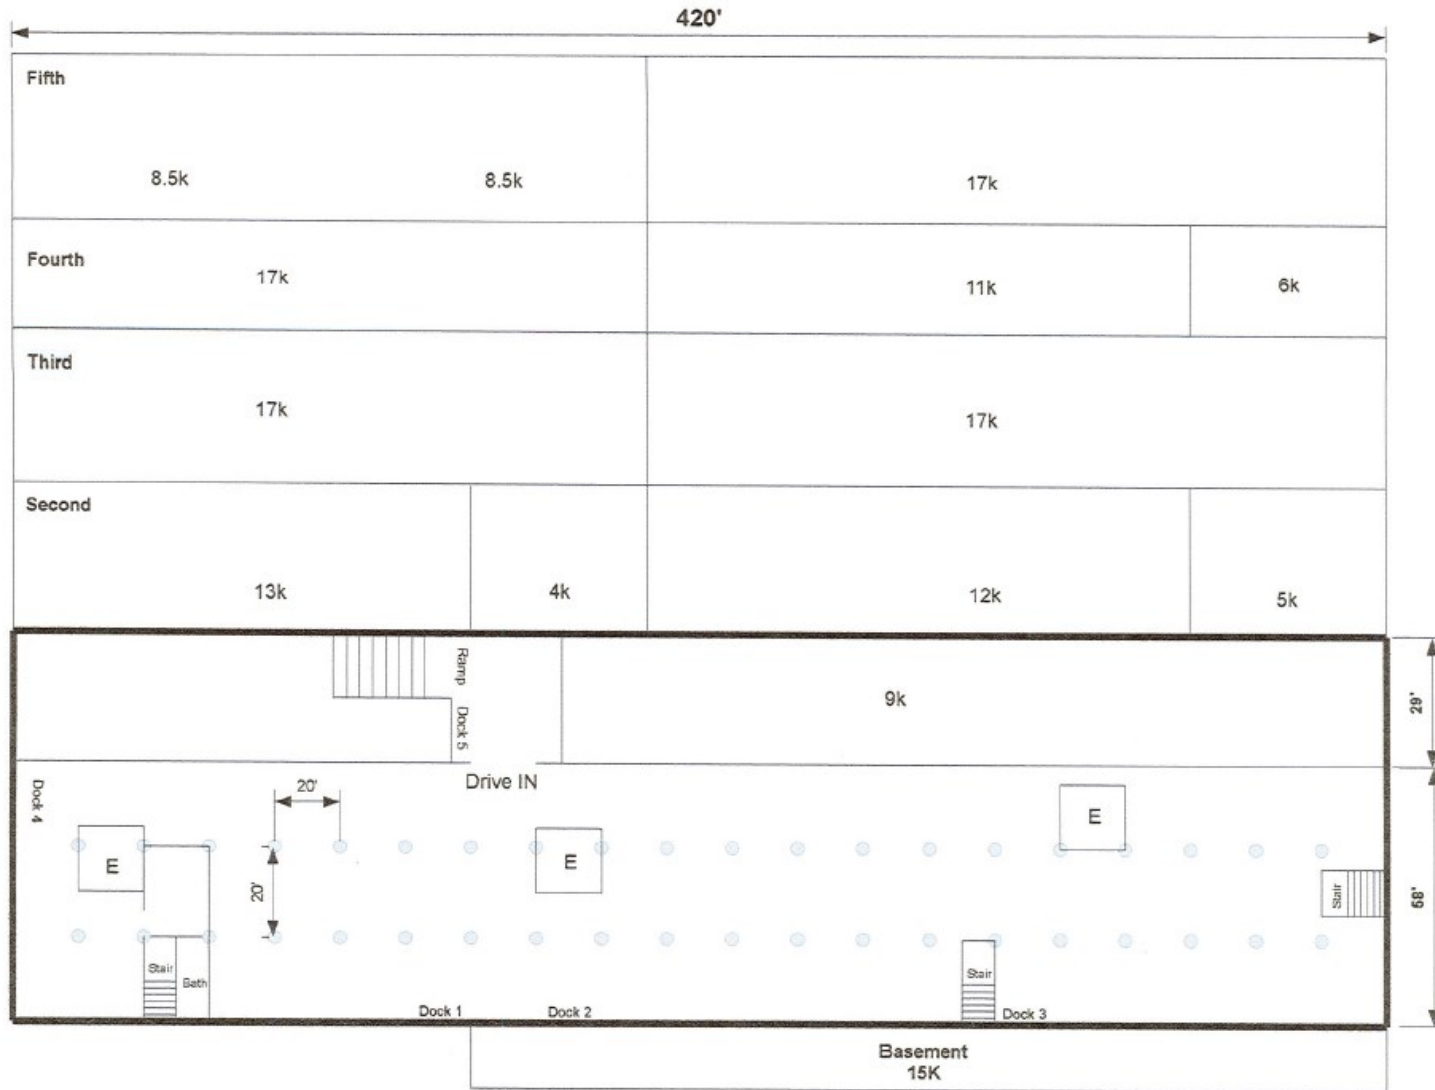 420'
Fifth
8.5k
8.5k
17k
Fourth
17k
11k
6k
Third
17k
17k
Second
13k
4k
12k
5k
Ramp
Dock 5
9k
29'
Drive IN
Dock 4
20'
E
E
E
20'
Stair
68'
Stair
Bath
Stair
Dock 1
Dock 2
Dock 3
Basement
15K